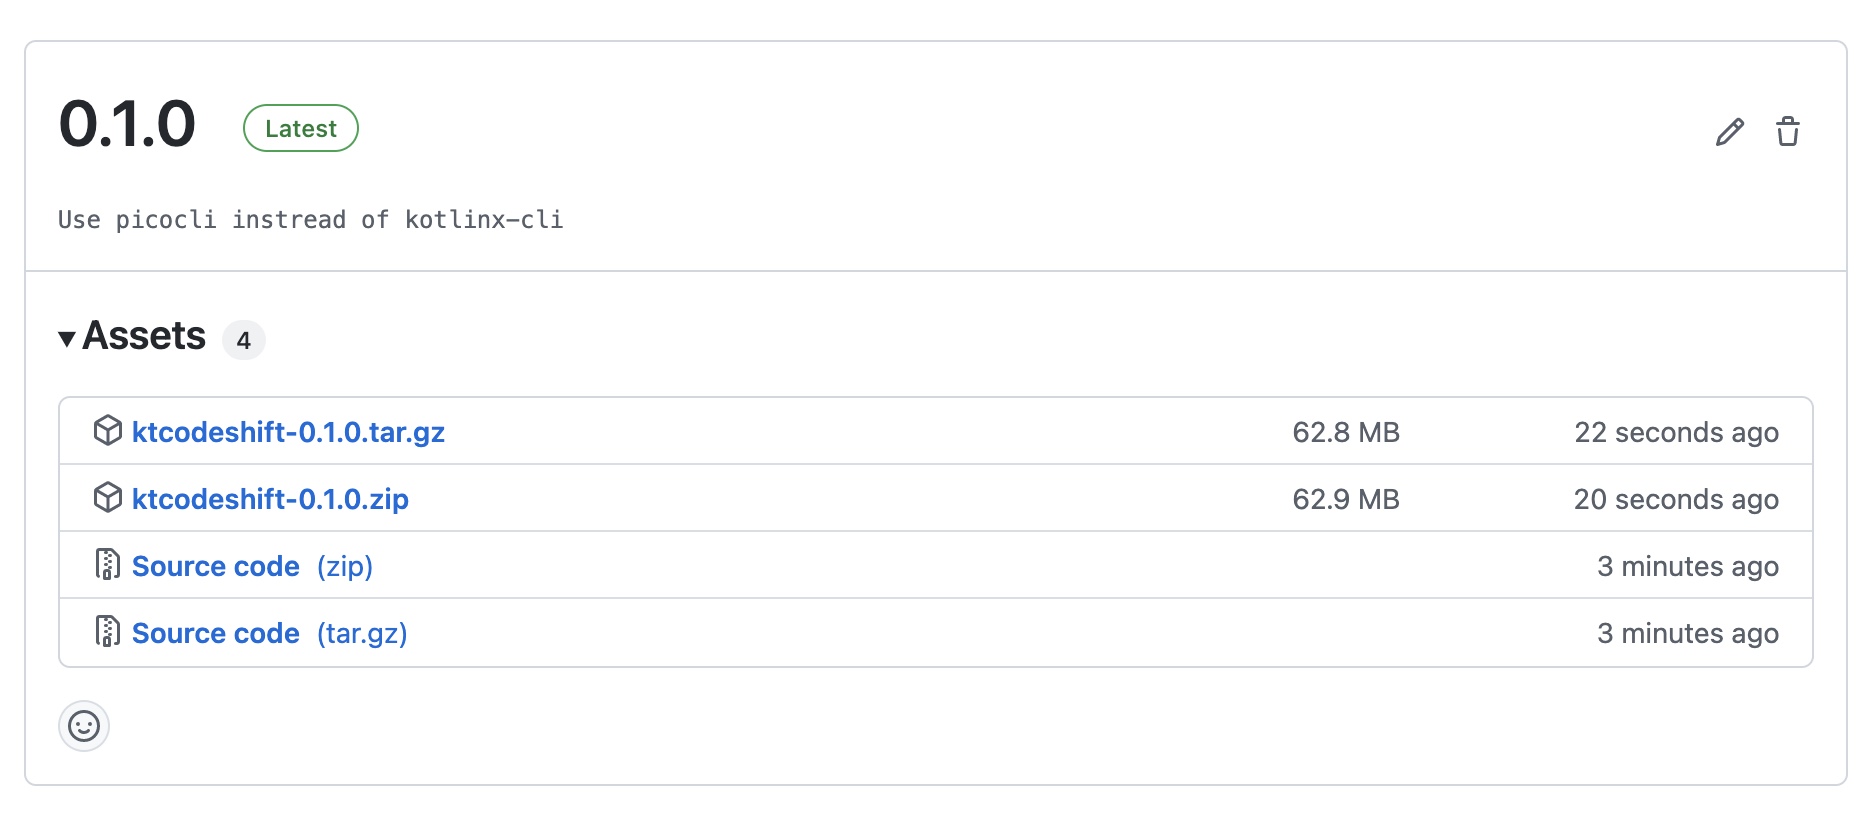 0.1.0 Latest
Use picocli instread of kotlinx-cli
Assets 4
ktcodeshift-0.1.0.tar.gz 62.8 MB 22 seconds ago
ktcodeshift-0.1.0.zip 62.9 MB 20 seconds ago
Source code (zip) 3 minutes ago
Source code (tar.gz) 3 minutes ago